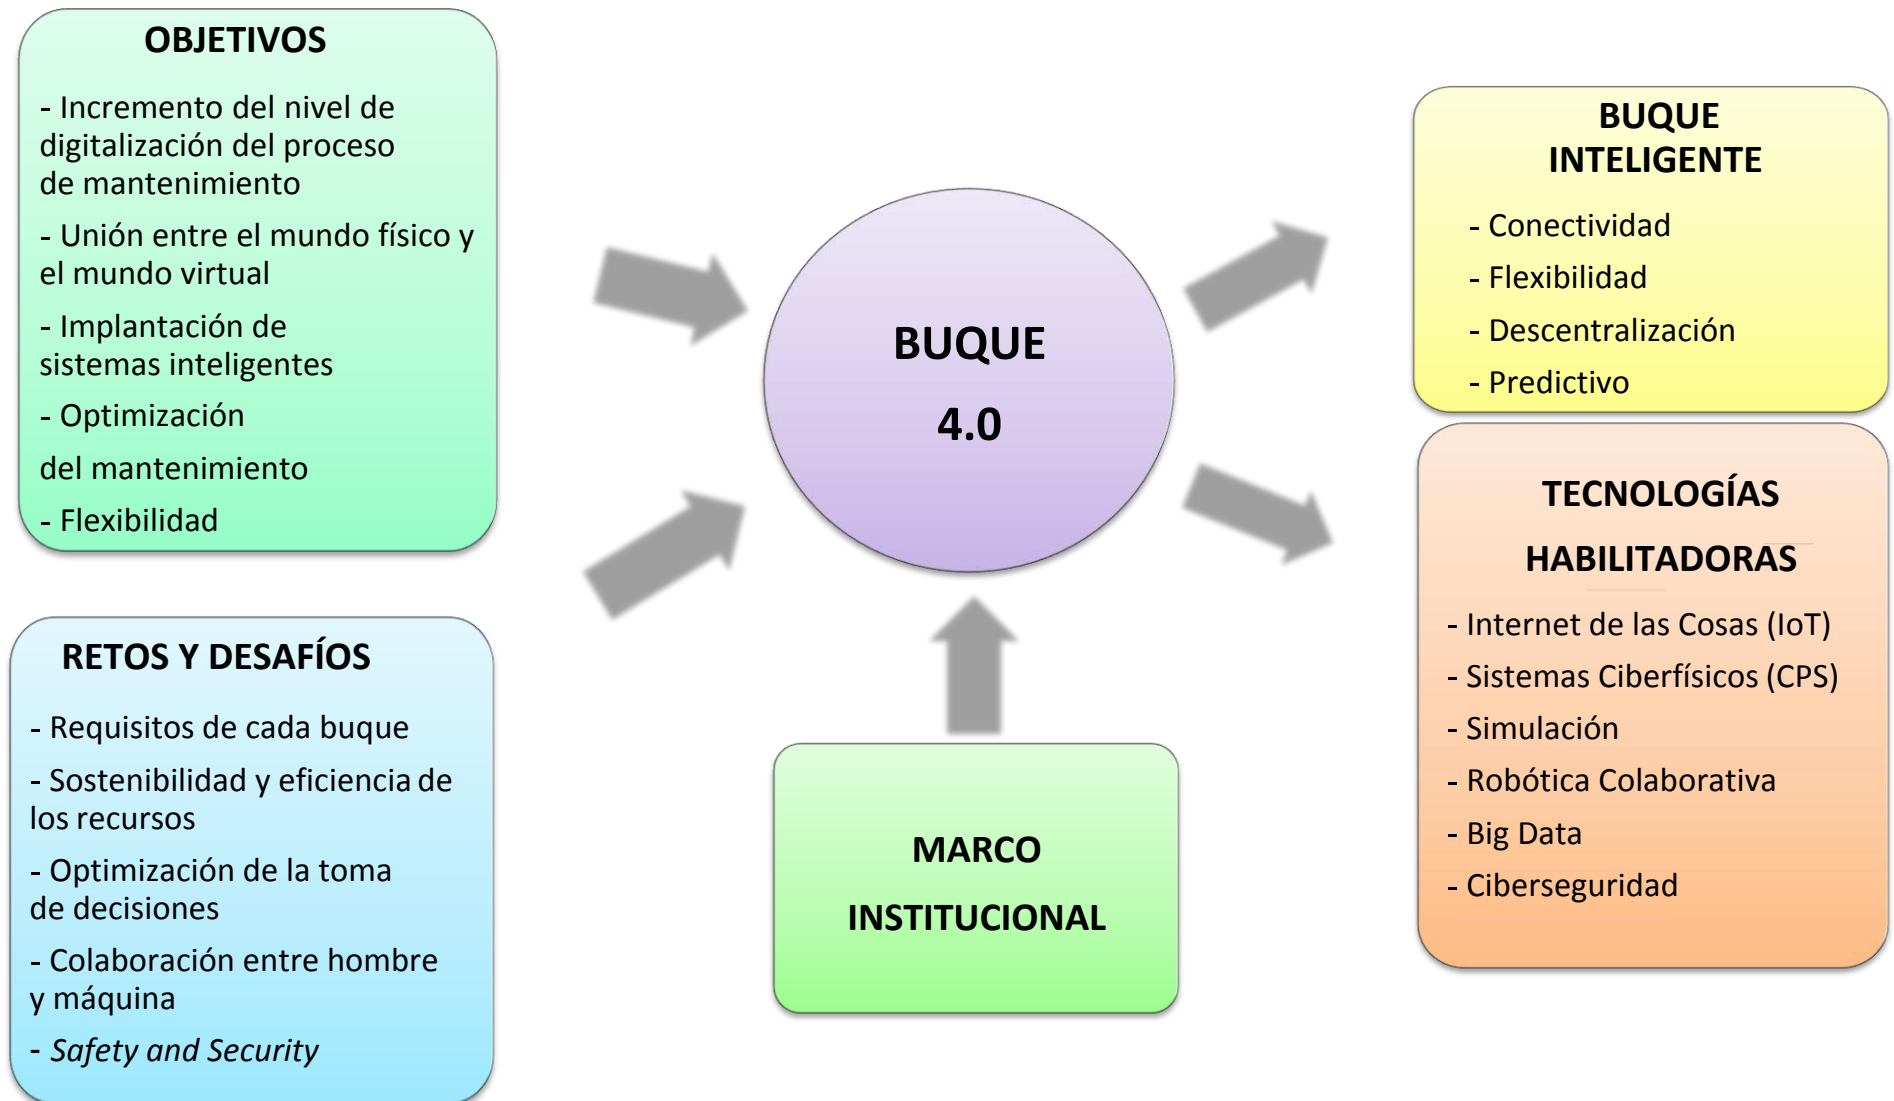 OBJETIVOS
- Incremento del nivel de
digitalización del proceso
de mantenimiento
- Unión entre el mundo físico y
el mundo virtual
- Implantación de
sistemas inteligentes
- Optimización
del mantenimiento
- Flexibilidad
RETOS Y DESAFÍOS
- Requisitos de cada buque
- Sostenibilidad y eficiencia de
los recursos
- Optimización de la toma
de decisiones
- Colaboración entre hombre
y máquina
- Safety and Security
BUQUE
4.0
MARCO
INSTITUCIONAL
BUQUE
INTELIGENTE
- Conectividad
- Flexibilidad
- Descentralización
- Predictivo
TECNOLOGÍAS
HABILITADORAS
- Internet de las Cosas (IoT)
- Sistemas Ciberfísicos (CPS)
- Simulación
- Robótica Colaborativa
- Big Data
- Ciberseguridad